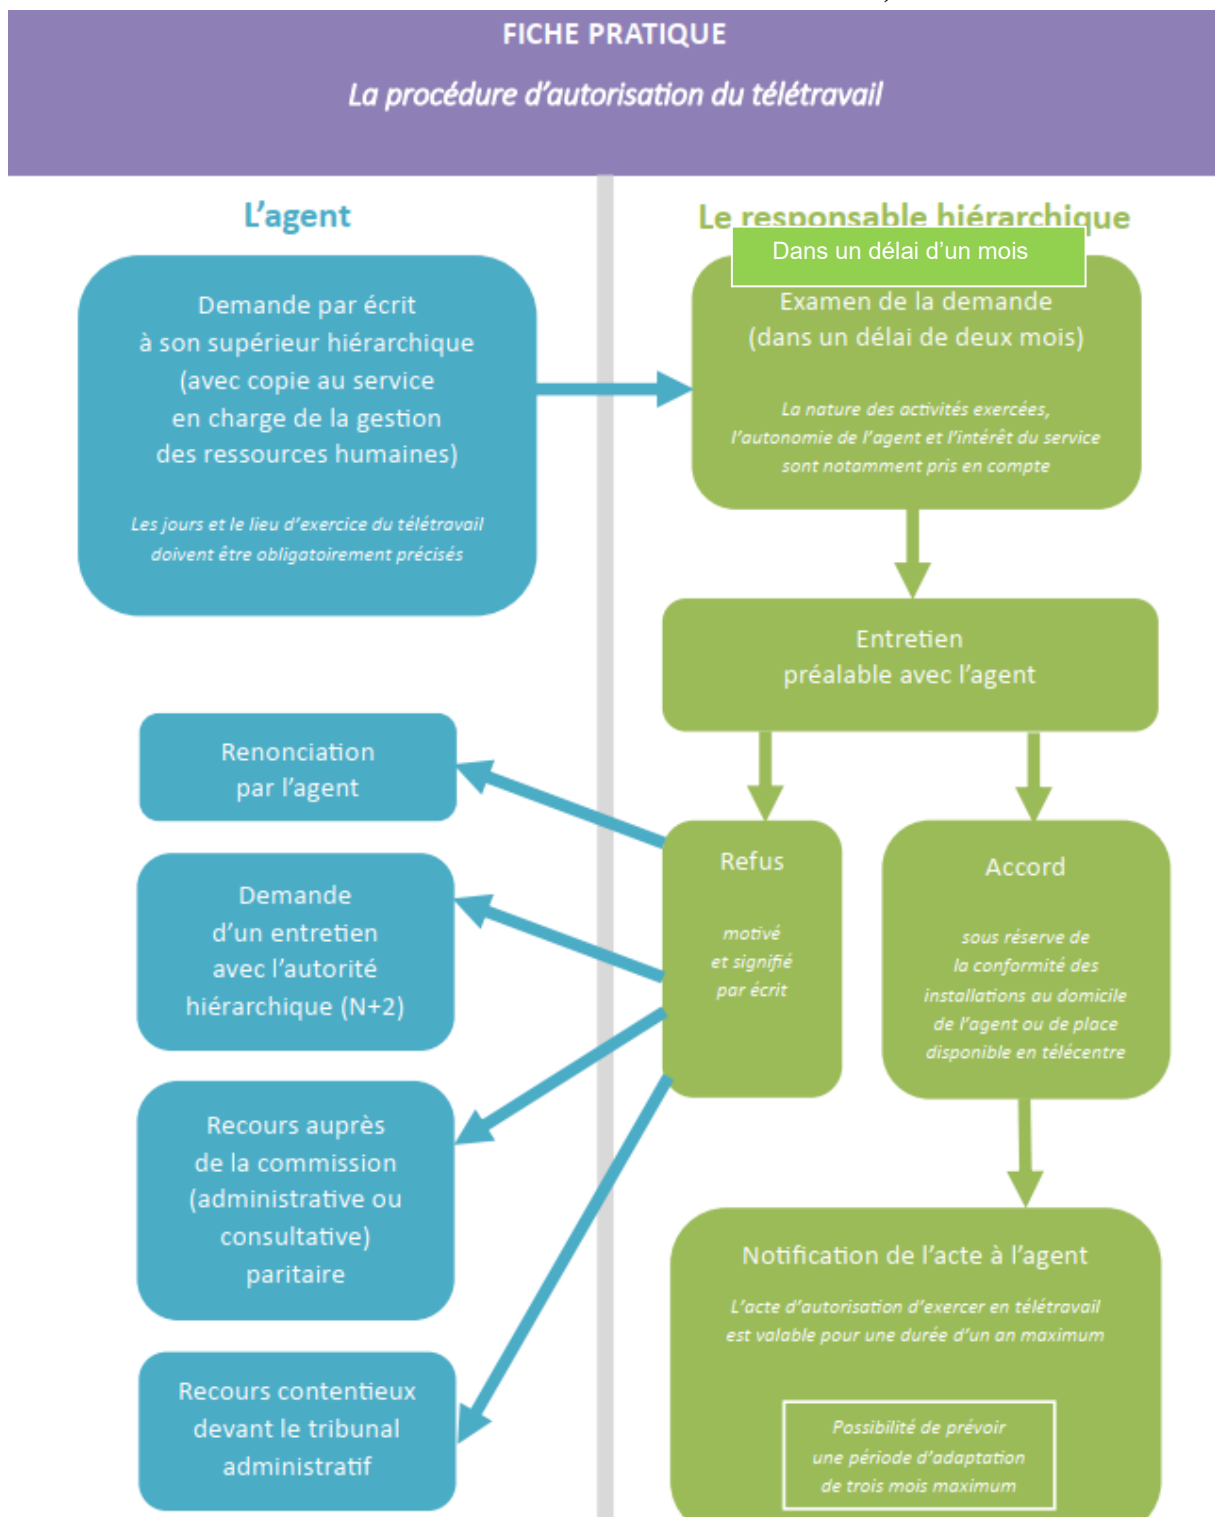 FICHE PRATIQUE
La procédure d'autorisation du télétravail
L'agent
Demande par écrit
à son supérieur hiérarchique
(avec copie au service
en charge de la gestion
des ressources humaines)
Les jours et le lieu d'exercice du télétravail
doivent être obligatoirement précisés
Le responsable hiérarchique
Dans un délai d'un mois
Examen de la demande
(dans un délai de deux mois)
La nature des activités exercées,
l'autonomie de l'agent et l'intérêt du service
sont notamment pris en compte
Entretien
préalable avec l'agent
Refus
motivé
et signifié
par écrit
Accord
sous réserve de
la conformité des
installations au domicile
de l'agent ou de place
disponible en télécentre
Renonciation
par l'agent
Demande
d'un entretien
avec l'autorité
hiérarchique (N+2)
Recours auprès
de la commission
(administrative ou
consultative)
paritaire
Recours contentieux
devant le tribunal
administratif
Notification de l'acte à l'agent
L'acte d'autorisation d'exercer en télétravail
est valable pour une durée d'un an maximum
Possibilité de prévoir
une période d'adaptation
de trois mois maximum